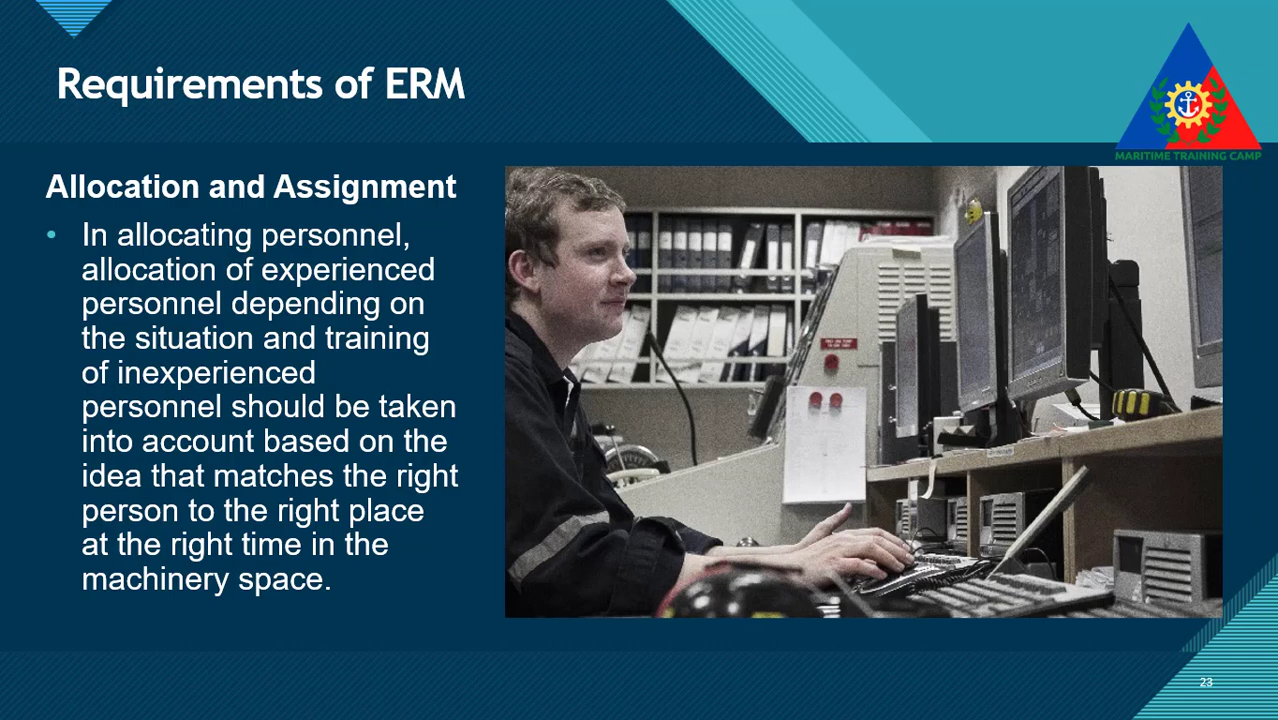 Requirements of ERM
MARITIME TRAINING CAMP
Allocation and Assignment
• In allocating personnel,
allocation of experienced
personnel depending on
the situation and training
of inexperienced
personnel should be taken
into account based on the
idea that matches the right
person to the right place
at the right time in the
machinery space.
23